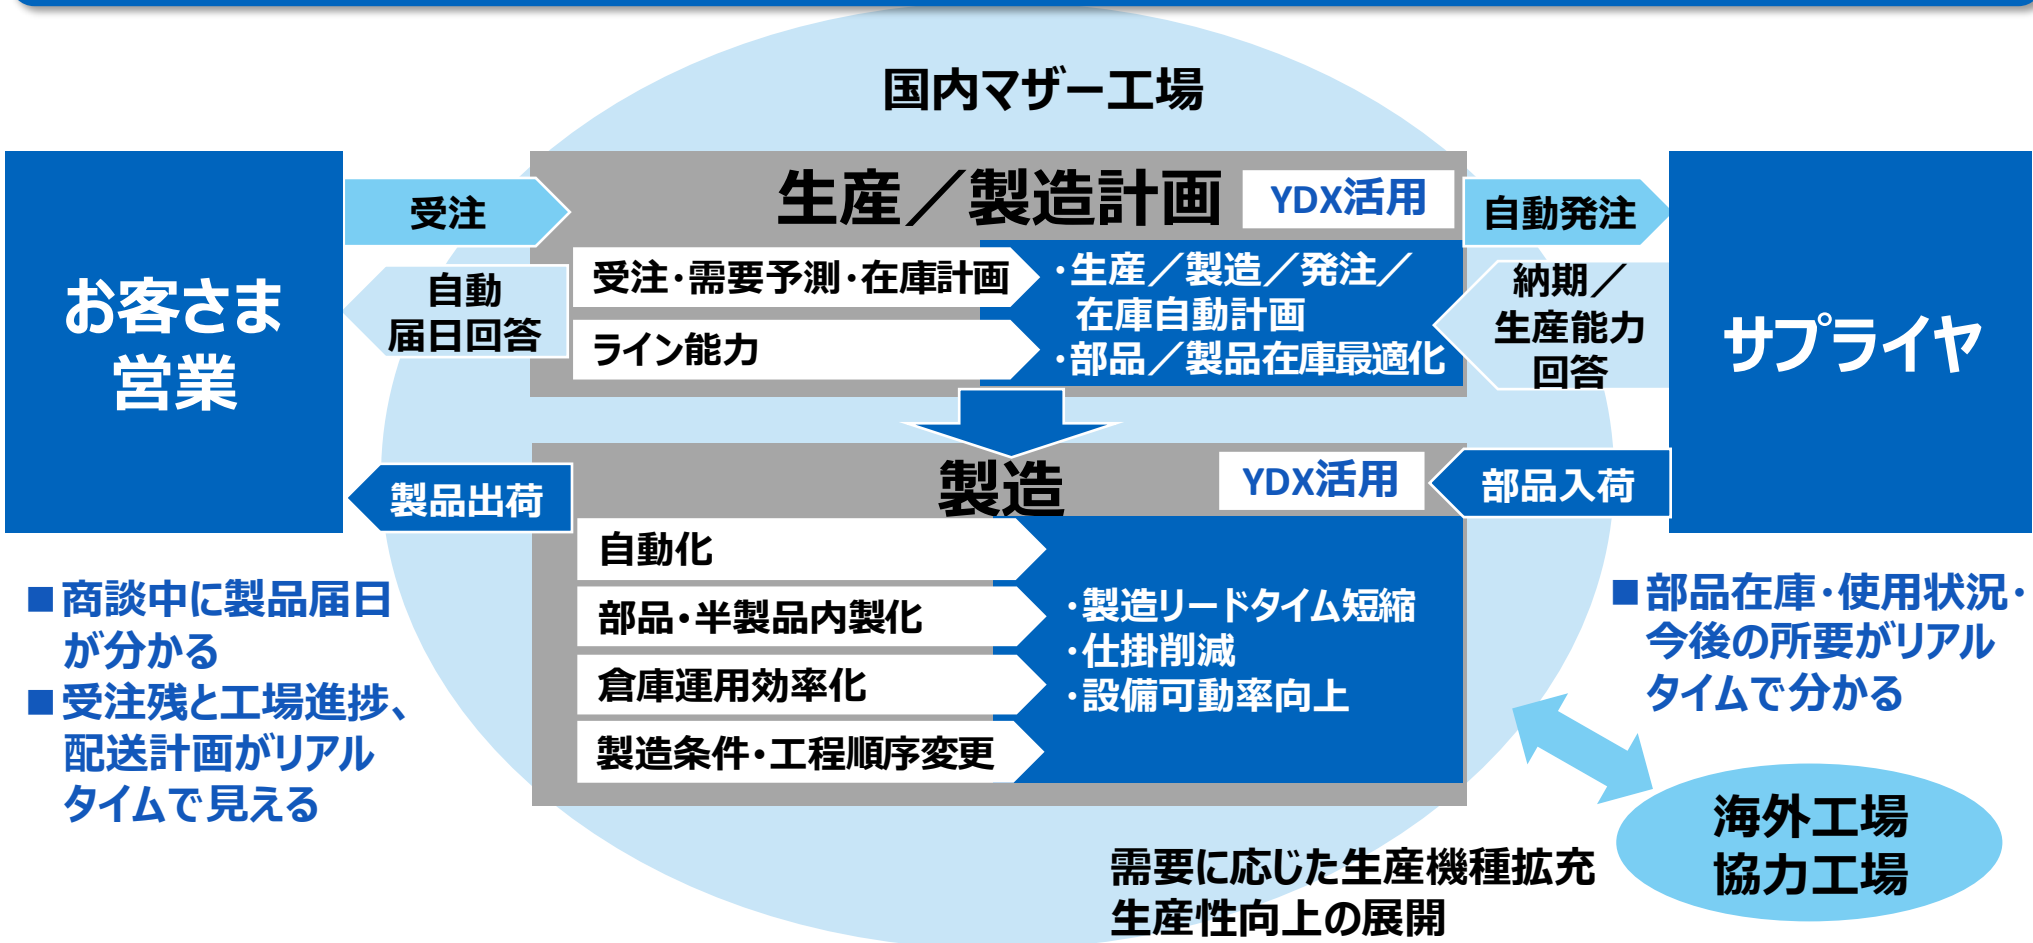 国内マザー工場
お客さま
営業
受注
自動
届日回答
製品出荷
生産／製造計画
YDX活用
受注･需要予測･在庫計画
ライン能力
･生産／製造／発注／
在庫自動計画
･部品／製品在庫最適化
自動発注
納期／
生産能力
回答
部品入荷
サプライヤ
製造
YDX活用
自動化
部品･半製品内製化
倉庫運用効率化
製造条件･工程順序変更
･製造リードタイム短縮
･仕掛削減
･設備可動率向上
■商談中に製品届日
が分かる
■受注残と工場進捗、
配送計画がリアル
タイムで見える
■部品在庫･使用状況･
今後の所要がリアル
タイムで分かる
海外工場
協力工場
需要に応じた生産機種拡充
生産性向上の展開